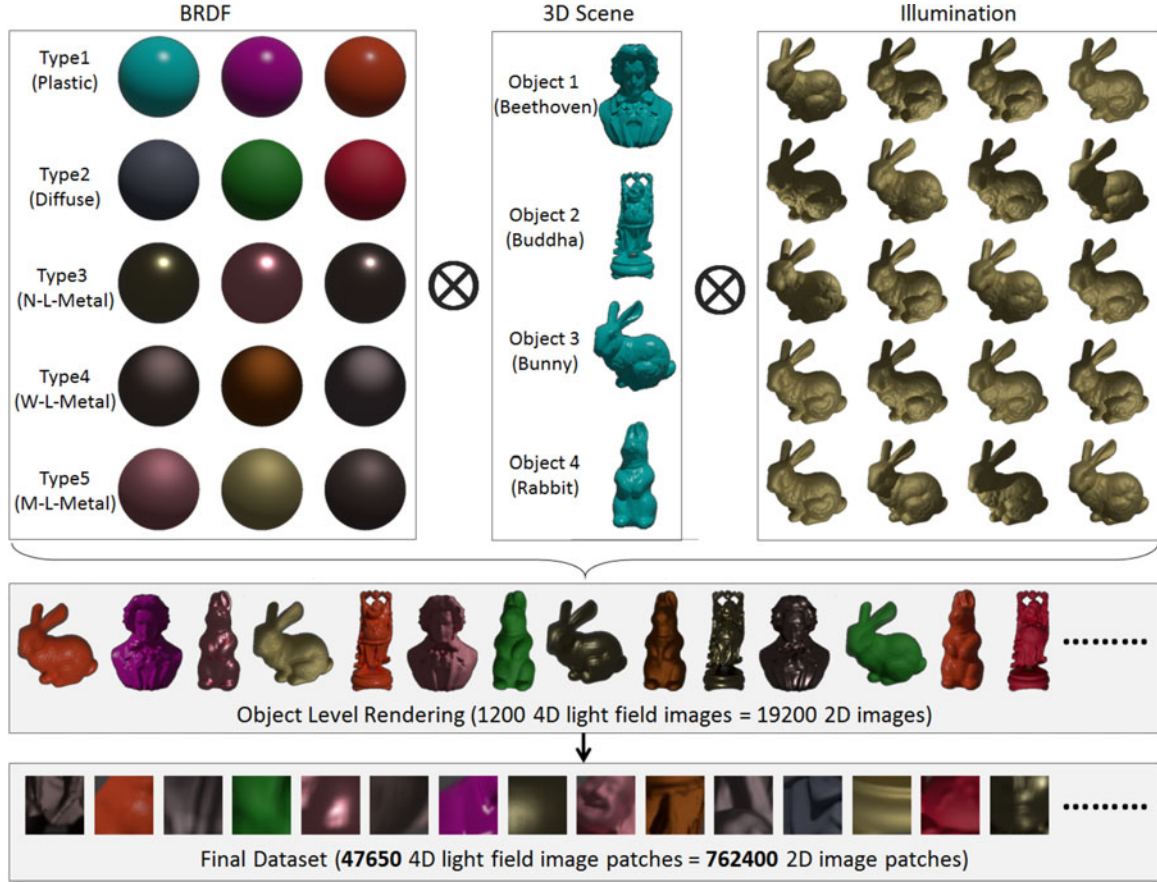 BRDF
3D Scene
Illumination
Type1
(Plastic)
Type2
(Diffuse)
Type3
(N-L-Metal)
Type4
(W-L-Metal)
Type5
(M-L-Metal)
Object 1
(Beethoven)
Object 2
(Buddha)
Object 3
(Bunny)
Object 4
(Rabbit)
Object Level Rendering (1200 4D light field images = 19200 2D images)
Final Dataset (47650 4D light field image patches = 762400 2D image patches)